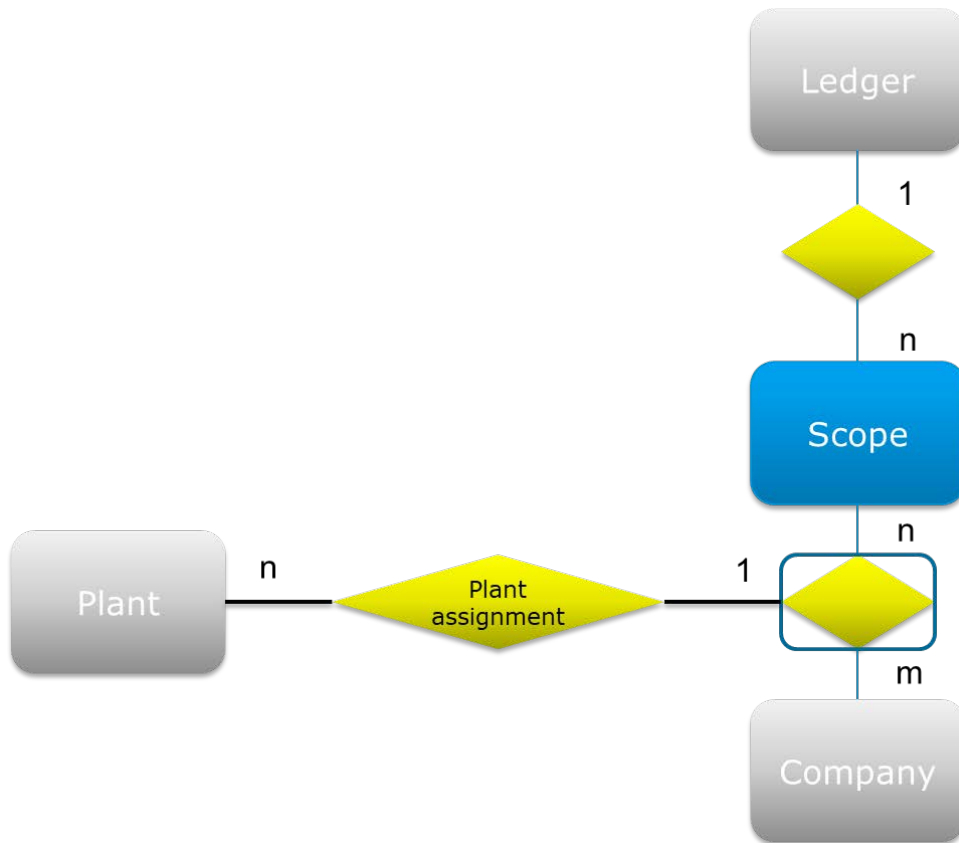 Ledger
1
n
Scope
n
Plant
n
Plant
assignment
1
m
Company